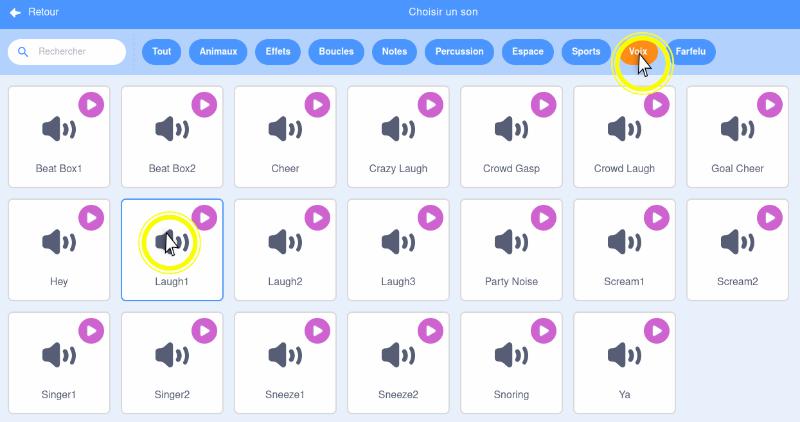 Retour Choisir un son
Rechercher Tout Animaux Effets Boucles Notes Percussion Espace Sports Voix Farfelu
Beat Box1 Beat Box2 Cheer Crazy Laugh Crowd Gasp Crowd Laugh Goal Cheer
Hey Laugh1 Laugh2 Laugh3 Party Noise Scream1 Scream2
Singer1 Singer2 Sneeze1 Sneeze2 Snoring Ya